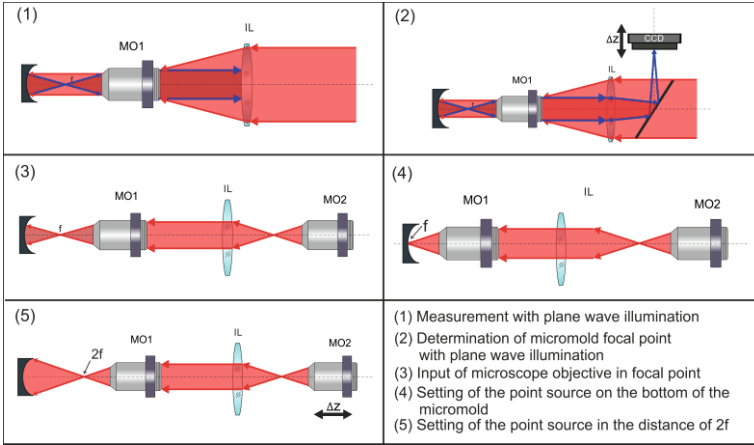 (1)
IL
MO1
f
(2)
ΔZ
CCD
IL
MO1
f
(3)
MO1
IL
MO2
f
(4)
MO1
IL
MO2
f
(5)
MO1
IL
MO2
2f
ΔZ
(1) Measurement with plane wave illumination
(2) Determination of micromold focal point
with plane wave illumination
(3) Input of microscope objective in focal point
(4) Setting of the point source on the bottom of the
micromold
(5) Setting of the point source in the distance of 2f